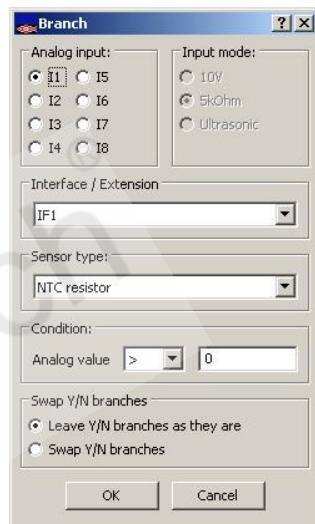 Branch
Analog input:
I1 I5
I2 I6
I3 I7
I4 I8
Input mode:
10V
5kOhm
Ultrasonic
Interface / Extension
IF1
Sensor type:
NTC resistor
Condition:
Analog value > 0
Swap Y/N branches
Leave Y/N branches as they are
Swap Y/N branches
OK Cancel